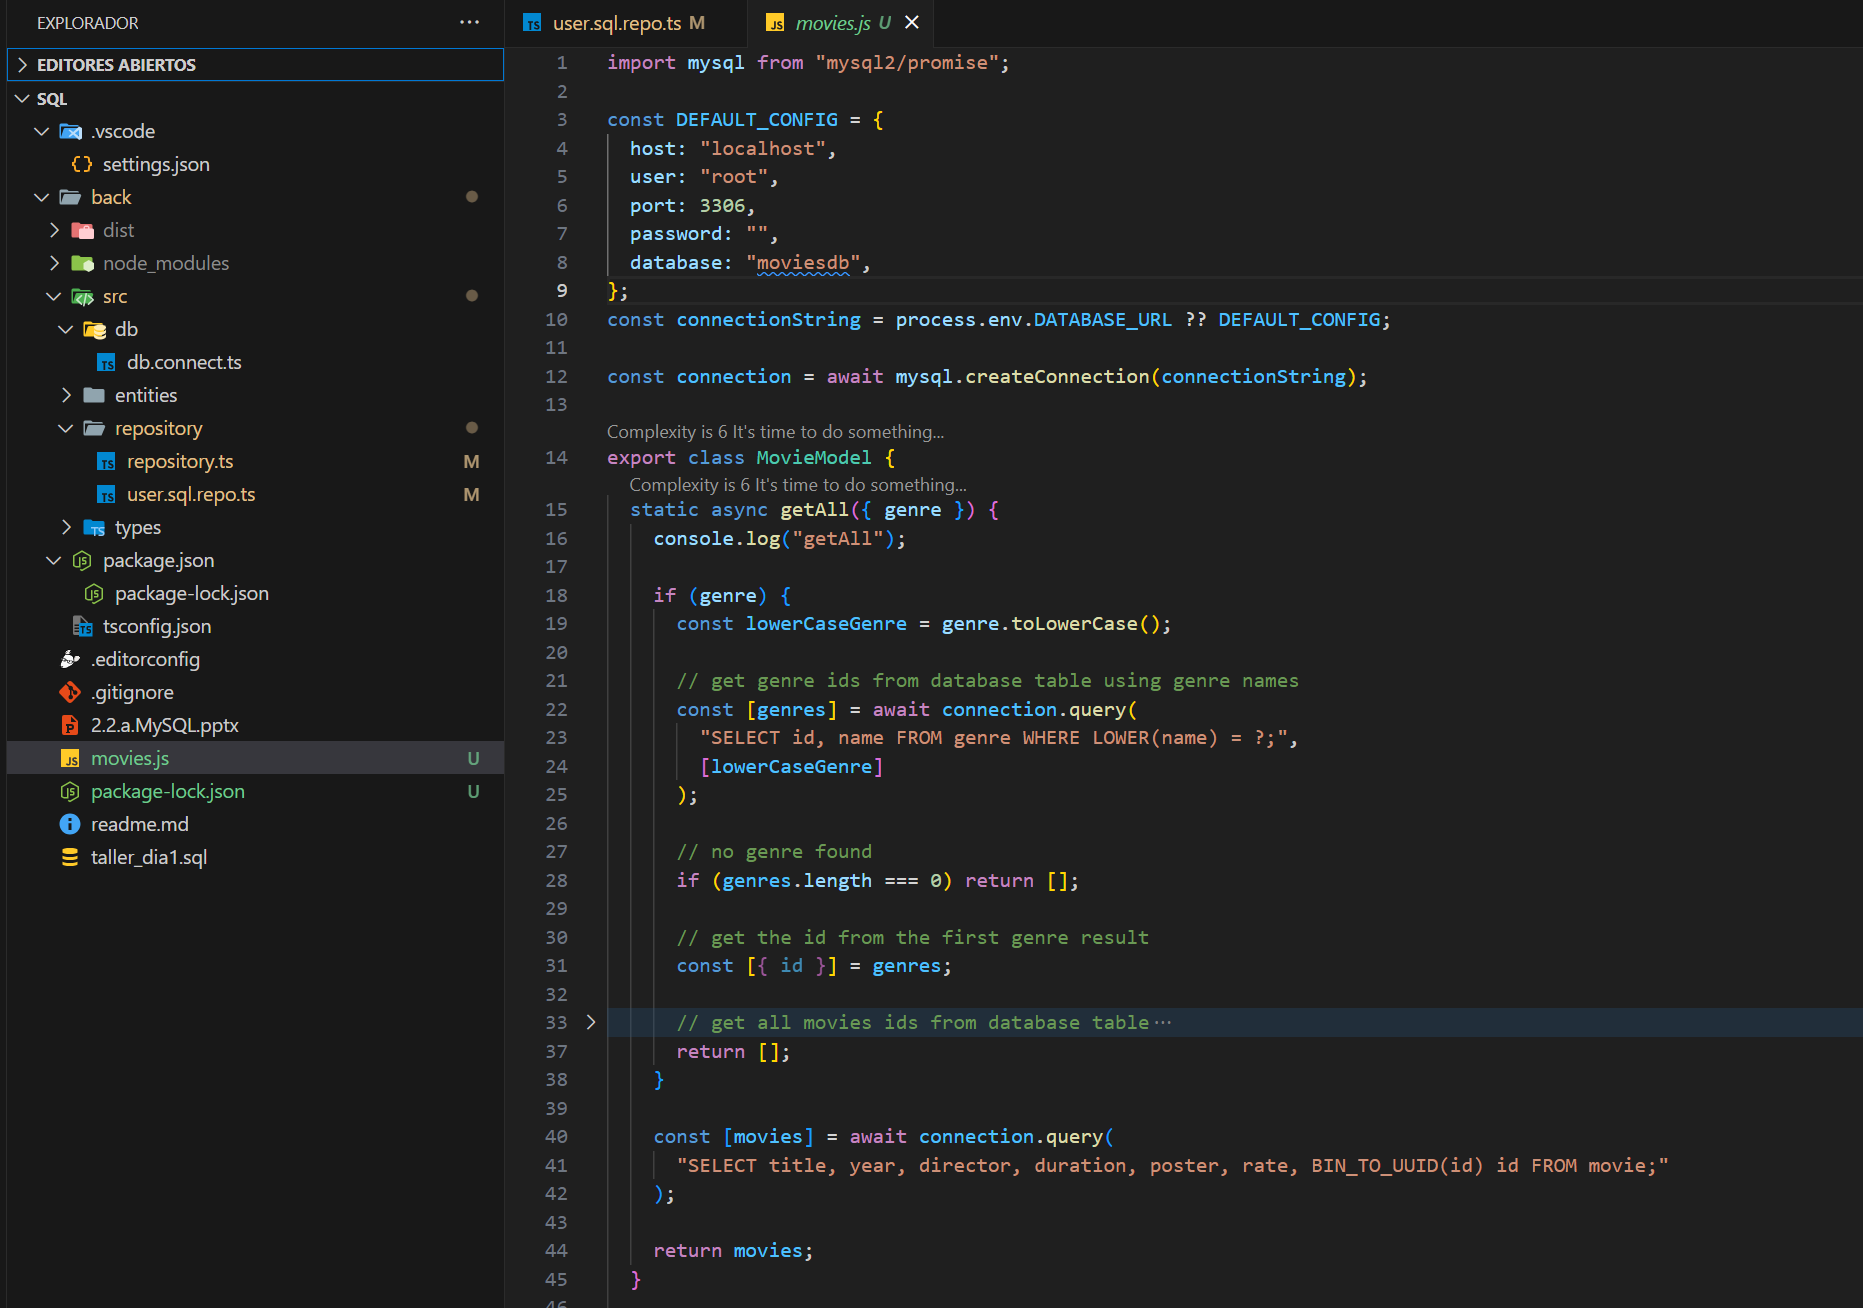 EXPLORADOR ···
EDITORES ABIERTOS
SQL
.vscode
settings.json
back
dist
node_modules
src
db
db.connect.ts
entities
repository
repository.ts M
user.sql.repo.ts M
types
package.json
package-lock.json
tsconfig.json
.editorconfig
.gitignore
2.2.a.MySQL.pptx
movies.js U
package-lock.json U
readme.md
taller_dia1.sql
user.sql.repo.ts M
movies.js U
1 import mysql from "mysql2/promise";
2
3 const DEFAULT_CONFIG = {
4 host: "localhost",
5 user: "root",
6 port: 3306,
7 password: "",
8 database: "moviesdb",
9 };
10 const connectionString = process.env.DATABASE_URL ?? DEFAULT_CONFIG;
11
12 const connection = await mysql.createConnection(connectionString);
13
Complexity is 6 It's time to do something...
14 export class MovieModel {
Complexity is 6 It's time to do something...
15 static async getAll({ genre }) {
16 console.log("getAll");
17
18 if (genre) {
19 const lowerCaseGenre = genre.toLowerCase();
20
21 // get genre ids from database table using genre names
22 const [genres] = await connection.query(
23 "SELECT id, name FROM genre WHERE LOWER(name) = ?;",
24 [lowerCaseGenre]
25 );
26
27 // no genre found
28 if (genres.length === 0) return [];
29
30 // get the id from the first genre result
31 const [{ id }] = genres;
32
33 // get all movies ids from database table ···
37 return [];
38 }
39
40 const [movies] = await connection.query(
41 "SELECT title, year, director, duration, poster, rate, BIN_TO_UUID(id) id FROM movie;"
42 );
43
44 return movies;
45 }
46